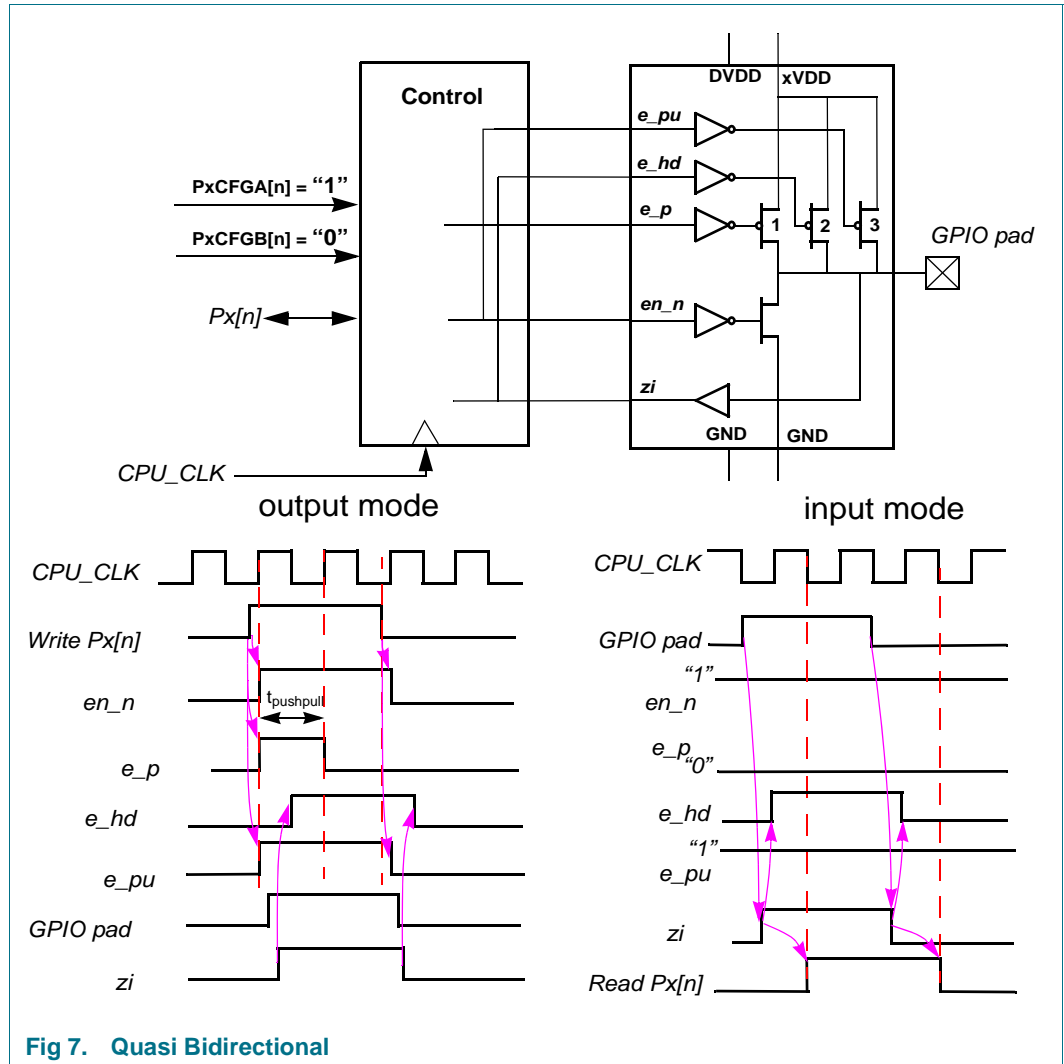 DVDD
xVDD
Control
e_pu
e_hd
PxCFGA[n] = “1”
e_p
1
2
3
GPIO pad
PxCFGB[n] = “0”
Px[n]
en_n
zi
GND
GND
CPU_CLK
output mode
input mode
CPU_CLK
Write Px[n]
en_n
tpushpull
e_p
e_hd
e_pu
GPIO pad
zi
CPU_CLK
GPIO pad
“1”
en_n
e_p
“0”
e_hd
“1”
e_pu
zi
Read Px[n]
Fig 7. Quasi Bidirectional